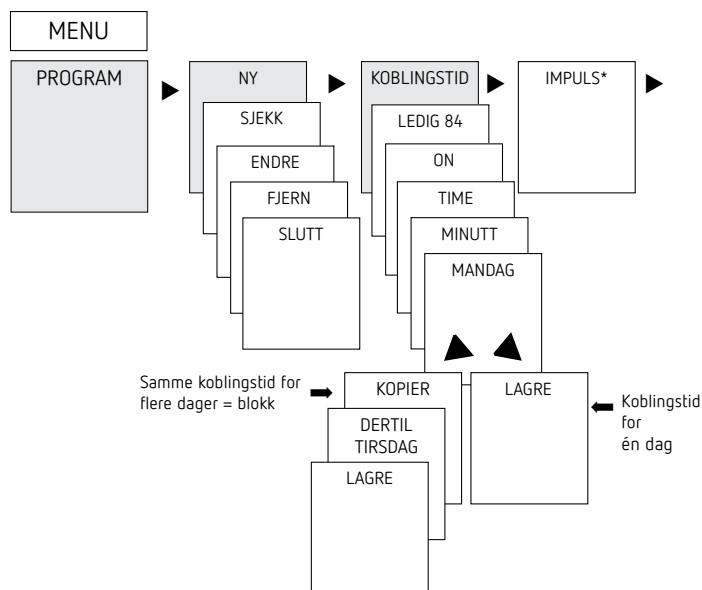 MENU
PROGRAM
NY
SJEKK
ENDRE
FJERN
SLUTT
KOBLINGSTID
LEDIG 84
ON
TIME
MINUTT
MANDAG
IMPULS*
Samme koblingstid for
flere dager = blokk
KOPIER
DERTIL
TIRSDAG
LAGRE
LAGRE
Koblingstid
for
én dag